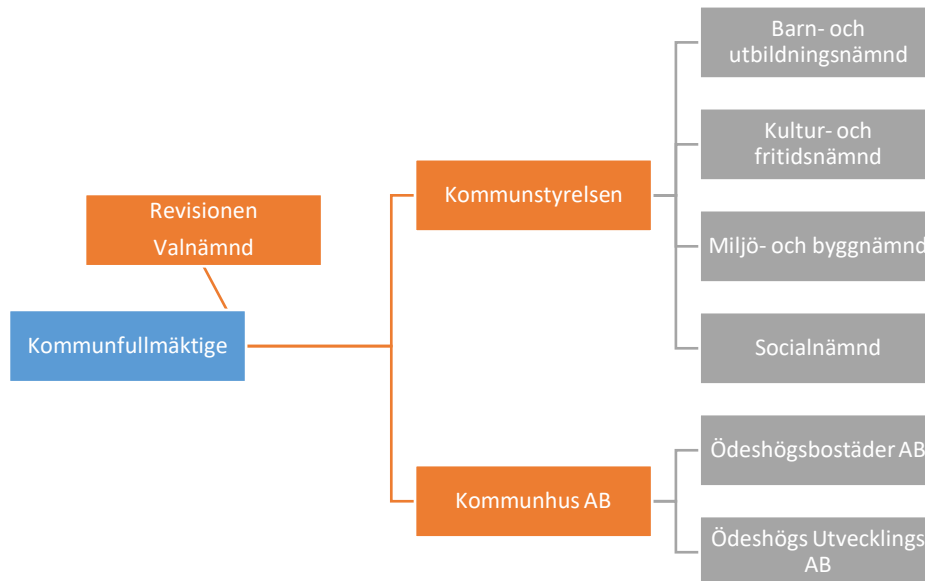 Barn- och
utbildningsnämnd
Kultur- och
fritidsnämnd
Kommunstyrelsen
Revisionen
Valnämnd
Miljö- och byggnämnd
Kommunfullmäktige
Socialnämnd
Ödeshögsbostäder AB
Kommunhus AB
Ödeshögs Utvecklings
AB